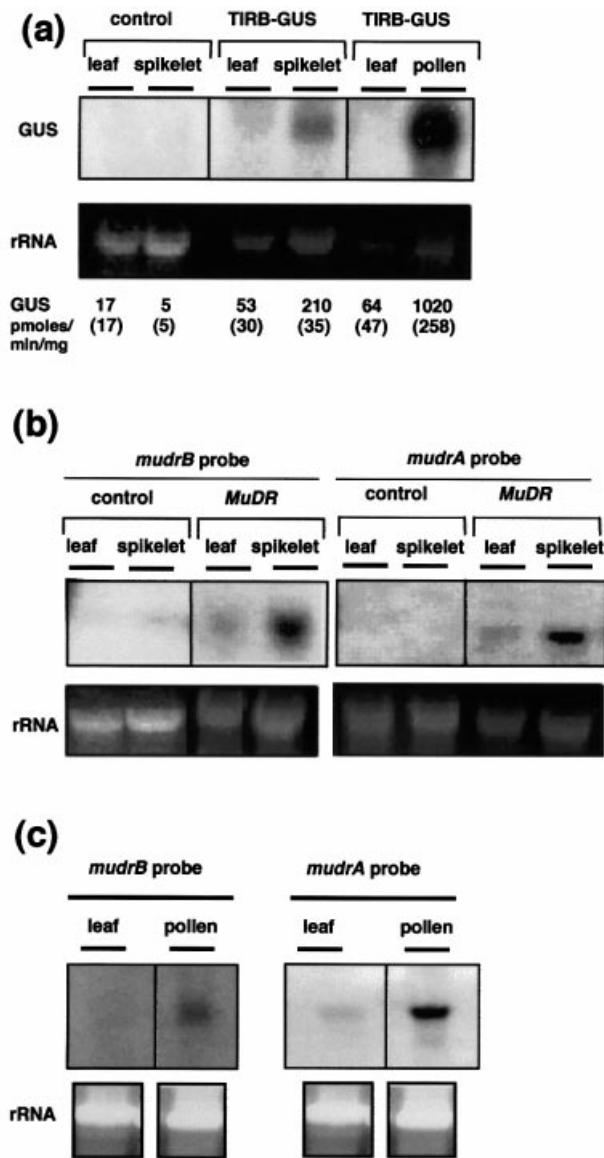 (a)
control TIRB-GUS TIRB-GUS
leaf spikelet leaf spikelet leaf pollen
GUS
rRNA
GUS 17 5 53 210 64 1020
pmoles/ (17) (5) (30) (35) (47) (258)
min/mg
(b)
mudrB probe mudrA probe
control MuDR control MuDR
leaf spikelet leaf spikelet leaf spikelet leaf spikelet
rRNA
(c)
mudrB probe mudrA probe
leaf pollen leaf pollen
rRNA